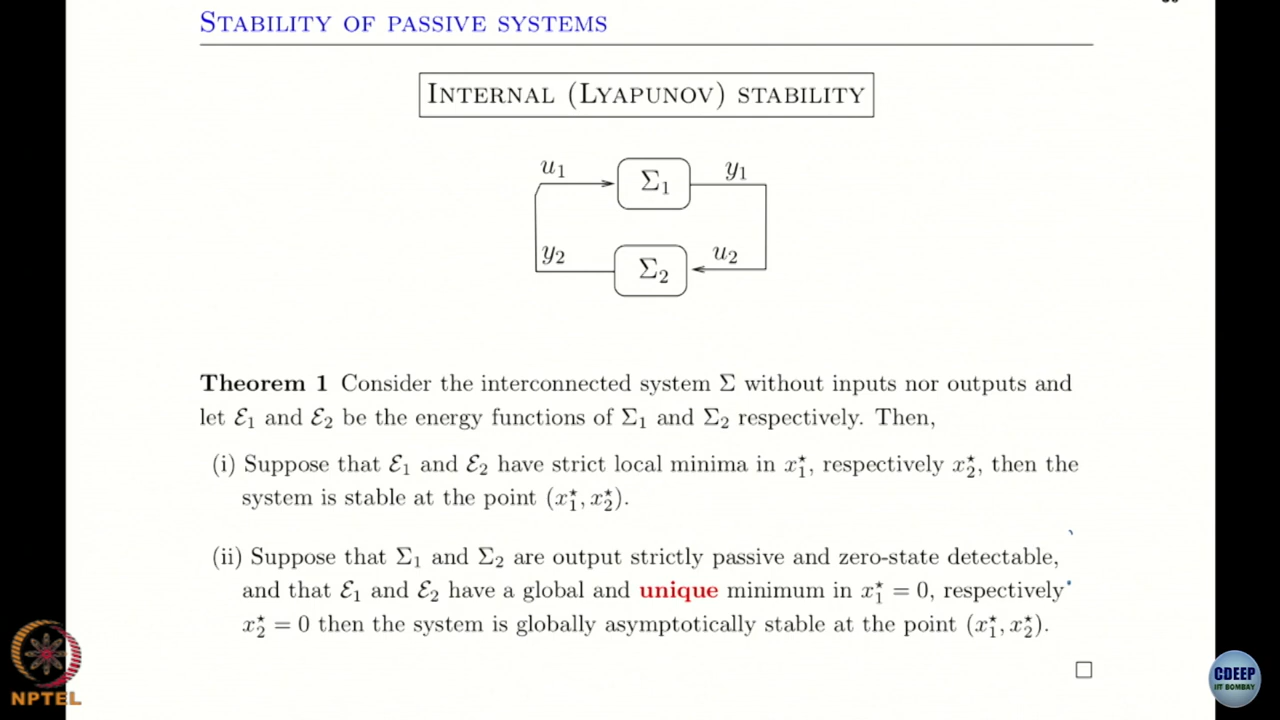 STABILITY OF PASSIVE SYSTEMS
INTERNAL (LYAPUNOV) STABILITY
u₁ Σ₁ y₁
y₂ Σ₂ u₂
Theorem 1 Consider the interconnected system Σ without inputs nor outputs and
let ℰ₁ and ℰ₂ be the energy functions of Σ₁ and Σ₂ respectively. Then,
(i) Suppose that ℰ₁ and ℰ₂ have strict local minima in x₁⋆, respectively x₂⋆, then the
system is stable at the point (x₁⋆, x₂⋆).
(ii) Suppose that Σ₁ and Σ₂ are output strictly passive and zero-state detectable,
and that ℰ₁ and ℰ₂ have a global and unique minimum in x₁⋆ = 0, respectively
x₂⋆ = 0 then the system is globally asymptotically stable at the point (x₁⋆, x₂⋆).
NPTEL
CDEEP
IIT BOMBAY